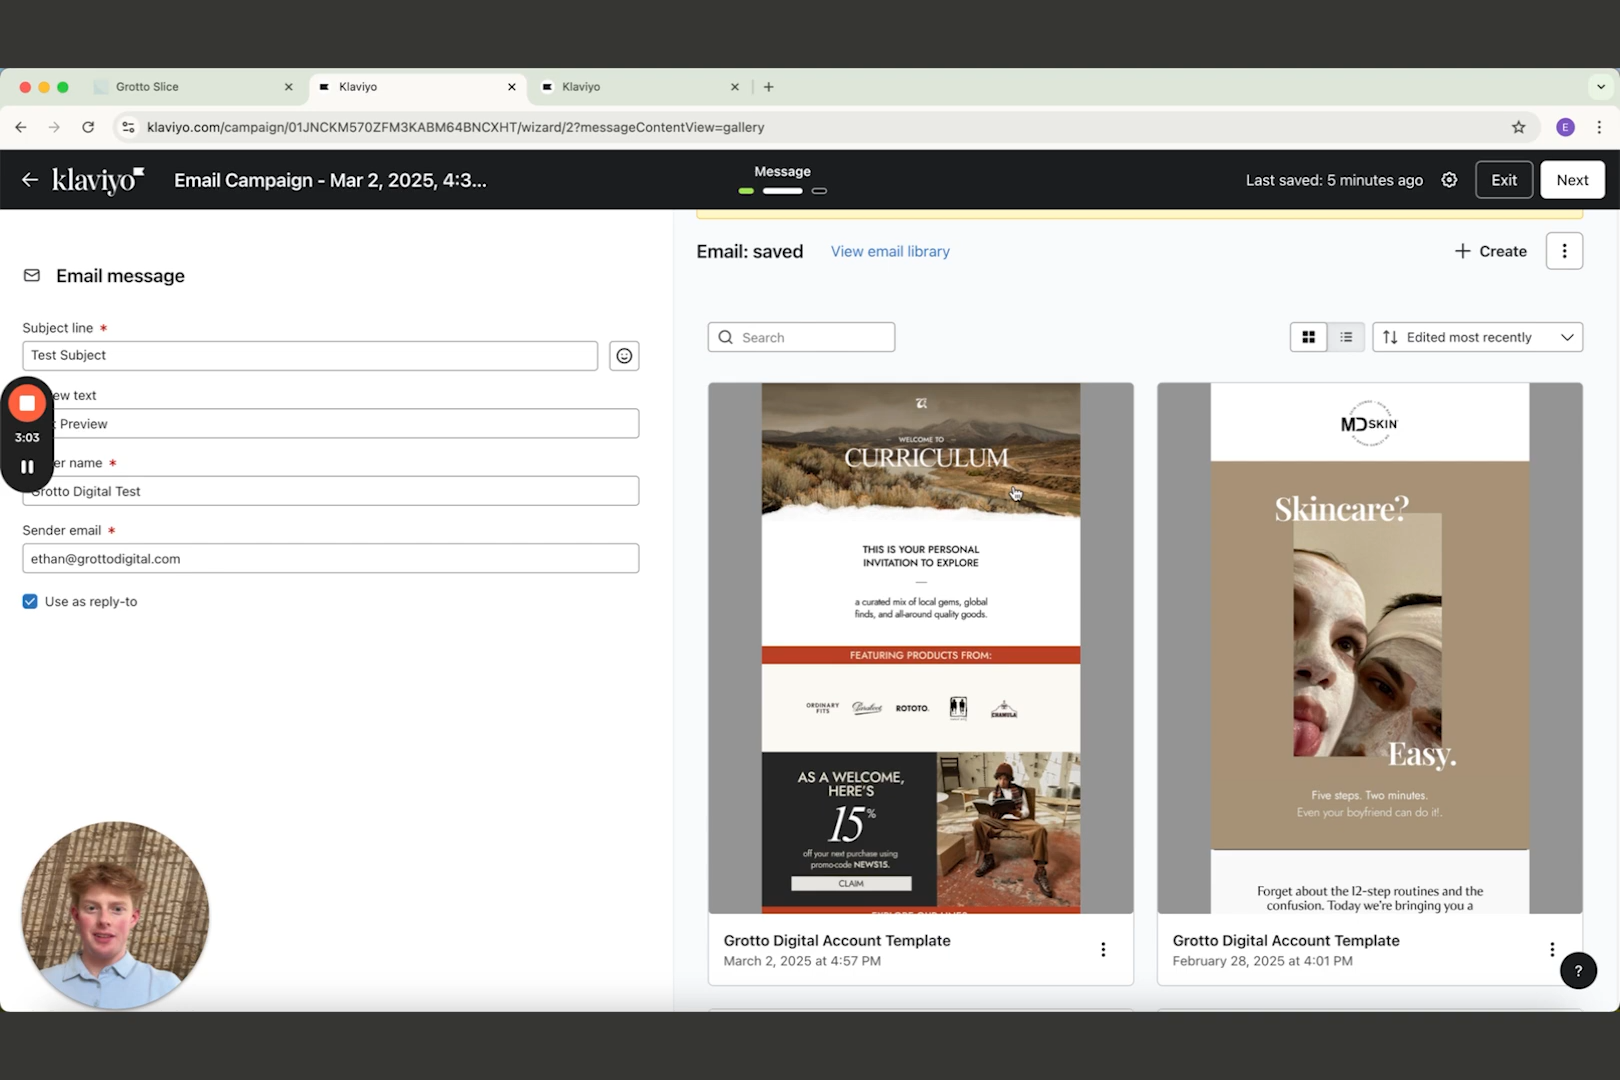 Grotto Slice
Klaviyo
Klaviyo
klaviyo.com/campaign/01JNCKM570ZFM3KABM64BNCXHT/wizard/2?messageContentView=gallery
E
klaviyo
Email Campaign - Mar 2, 2025, 4:3...
Message
Last saved: 5 minutes ago
Exit
Next
Email message
Subject line *
Test Subject
ew text
Preview
er name *
Grotto Digital Test
Sender email *
ethan@grottodigital.com
Use as reply-to
3:03
Email: saved
View email library
Create
Search
Edited most recently
WELCOME TO
CURRICULUM
THIS IS YOUR PERSONAL
INVITATION TO EXPLORE
a curated mix of local gems, global
finds, and all-around quality goods.
FEATURING PRODUCTS FROM:
ORDINARY
FITS
ROTOTO.
CHAMULA
AS A WELCOME,
HERE'S
15%
off your next purchase using
promo-code NEWS15.
CLAIM
Grotto Digital Account Template
March 2, 2025 at 4:57 PM
MD SKIN
Skincare?
Easy.
Five steps. Two minutes.
Even your boyfriend can do it!.
Forget about the 12-step routines and the
confusion. Today we're bringing you a
Grotto Digital Account Template
February 28, 2025 at 4:01 PM
?